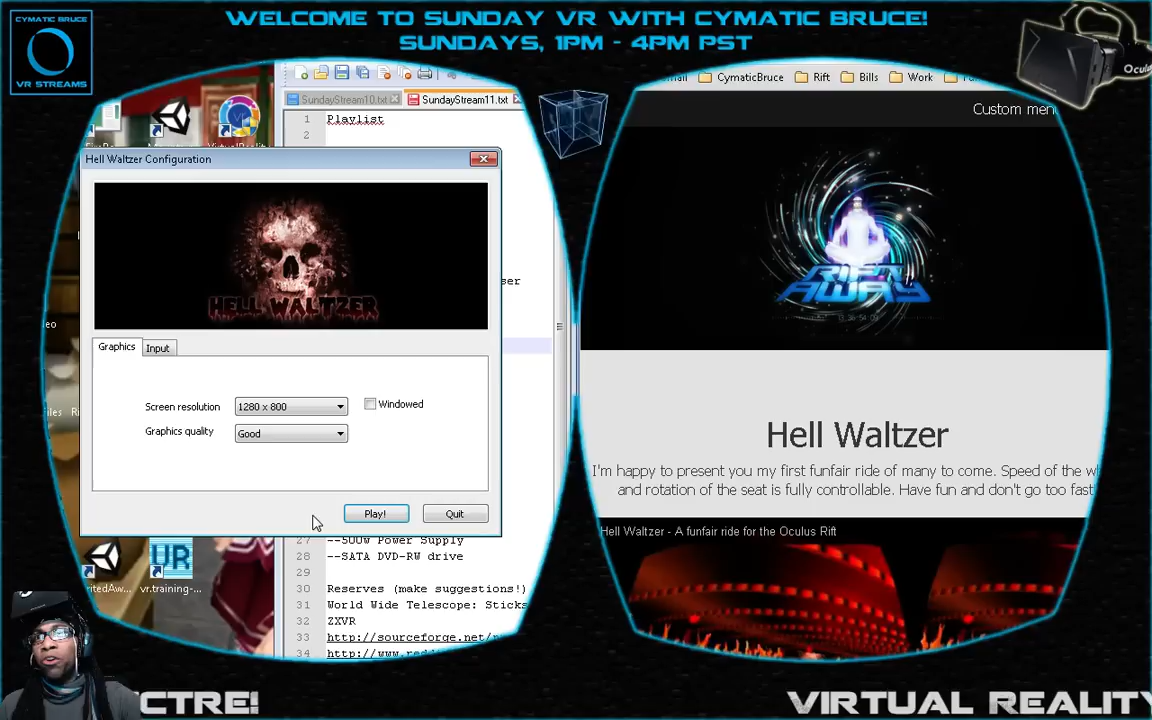 WELCOME TO SUNDAY VR WITH CYMATIC BRUCE!
SUNDAYS, 1PM - 4PM PST
CYMATIC BRUCE
VR STREAMS
SundayStream10.txt
SundayStream11.txt
1 Playlist
2
Hell Waltzer Configuration
HELL WALTZER
Graphics
Input
Screen resolution
1280 x 800
Windowed
Graphics quality
Good
Play!
Quit
27 --500W Power Supply
28 --SATA DVD-RW drive
29
30 Reserves (make suggestions!)
31 World Wide Telescope: Sticks
32 ZXVR
33 http://sourceforge.net/
34
UR
vr.training-...
CymaticBruce
Rift
Bills
Work
Custom men
RIFT
AWAY
Hell Waltzer
I'm happy to present you my first funfair ride of many to come. Speed of the w
and rotation of the seat is fully controllable. Have fun and don't go too fast
Hell Waltzer - A funfair ride for the Oculus Rift
CTRE!
VIRTUAL REALITY